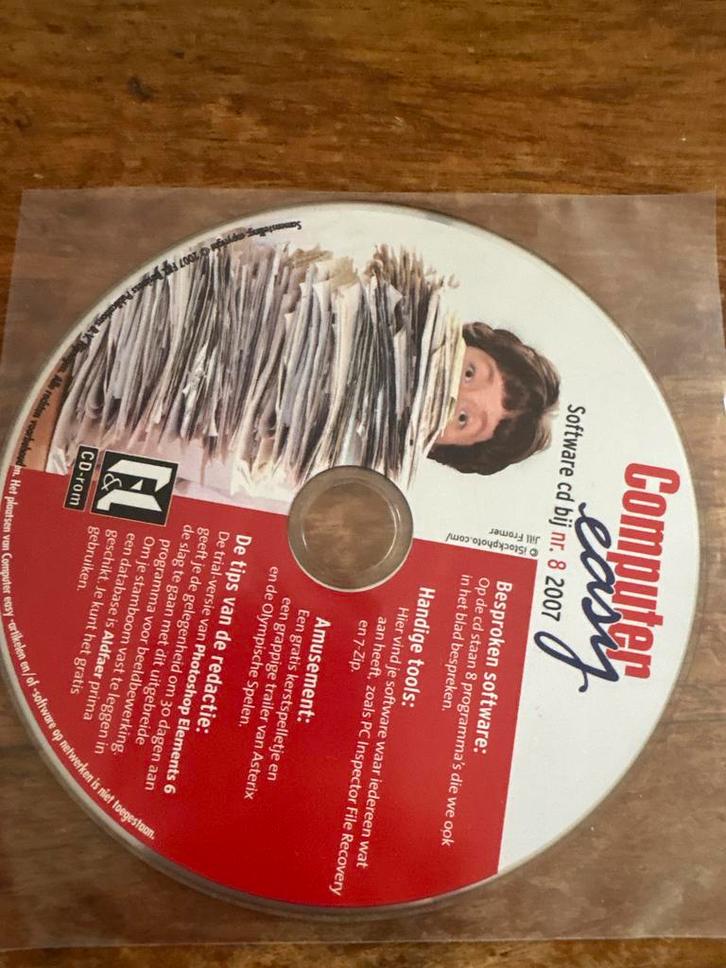 Computer
easy
Software cd bij nr. 8 2007
© iStockphoto.com/
Jill Fromer
Besproken software:
Op de cd staan 8 programma's die we ook
in het blad bespreken.
Handige tools:
Hier vind je software waar iedereen wat
aan heeft, zoals PC Inspector File Recovery
en 7-Zip.
Amusement:
Een gratis kerstspelletje en
een grappige trailer van Asterix
en de Olympische Spelen.
De tips van de redactie:
De trial-versie van Photoshop Elements 6
geeft je de gelegenheid om 30 dagen aan
de slag te gaan met dit uitgebreide
programma voor beeldbewerking.
Om je stamboom vast te leggen in
een database is Aldfaer prima
geschikt. Je kunt het gratis
gebruiken.
F&L
CD-rom
Samenstelling copyright © 2007 F&L Publishing B.V. Alle rechten voorbehouden. Het plaatsen van Computer easy -artikelen en/ of -software op netwerken is niet toegestaan.